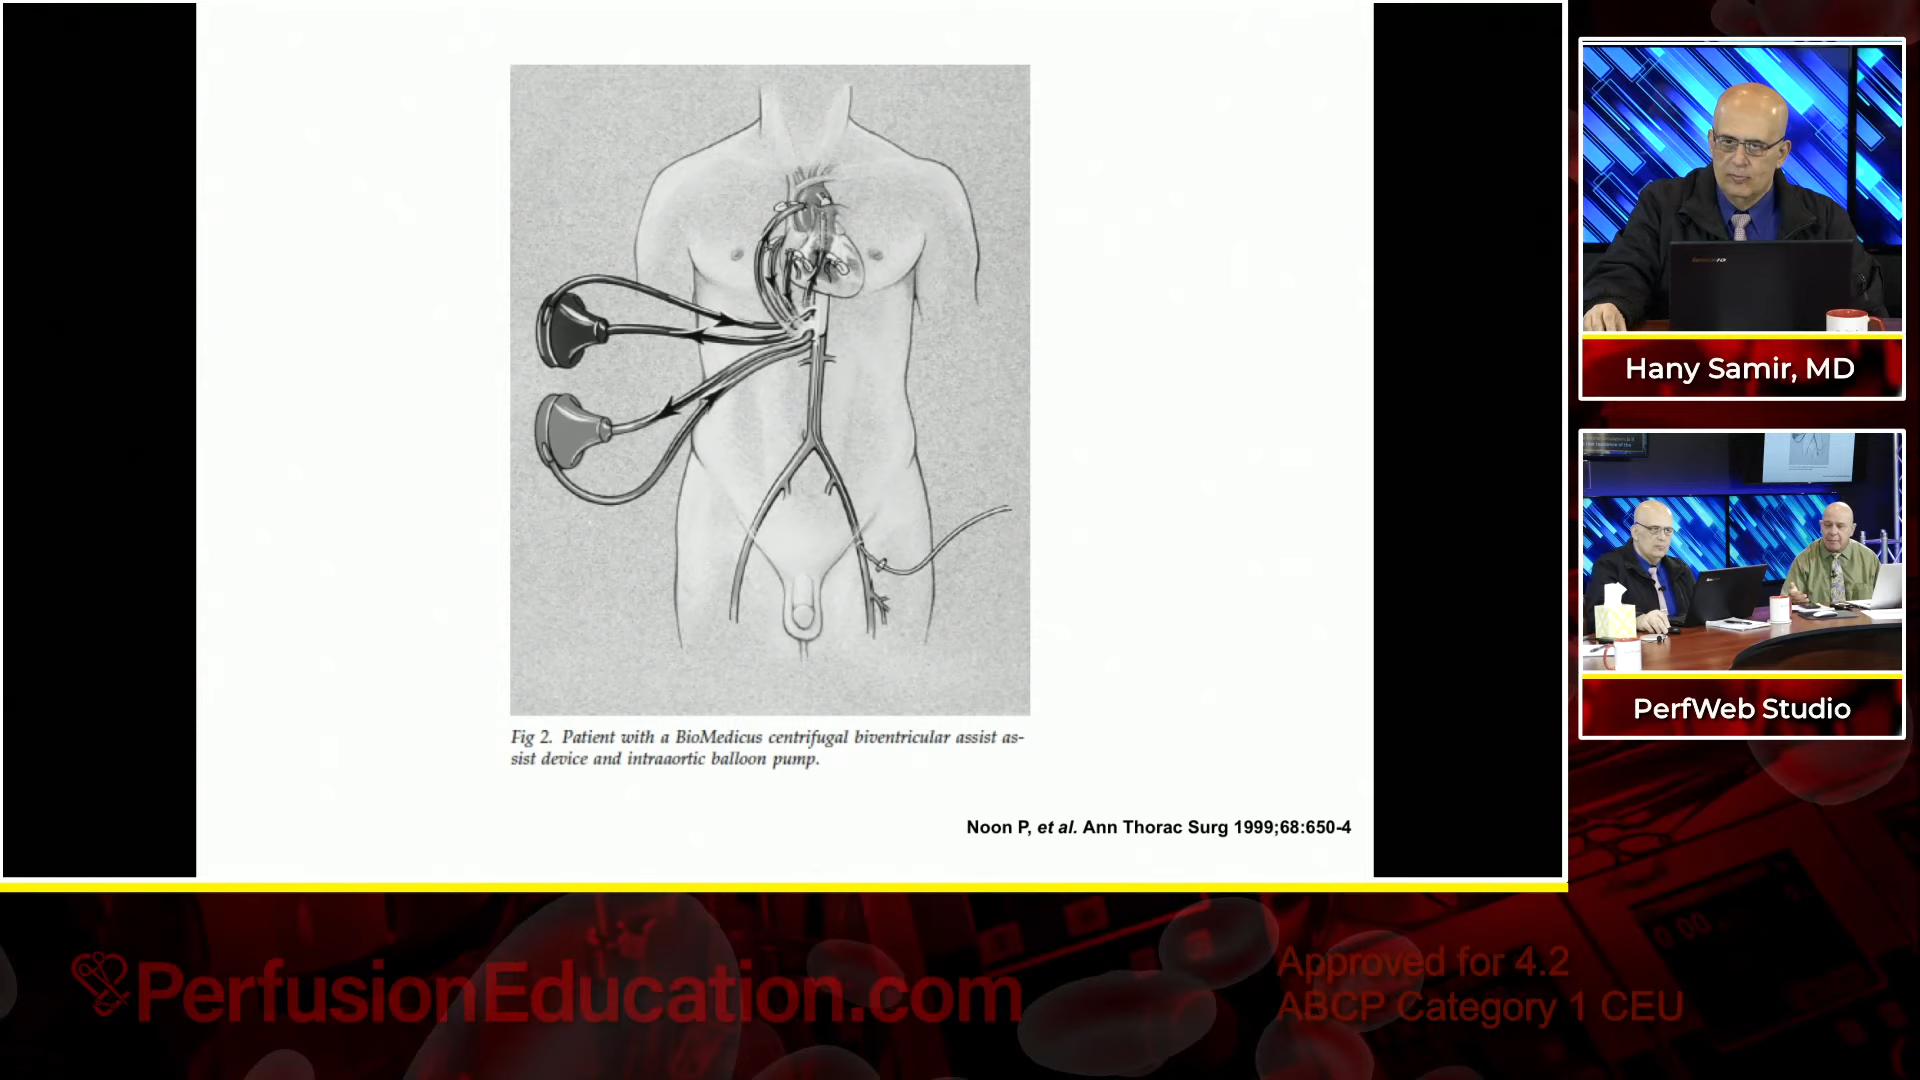 Fig 2. Patient with a BioMedicus centrifugal biventricular assist as-
sist device and intraaortic balloon pump.
Noon P, et al. Ann Thorac Surg 1999;68:650-4
Hany Samir, MD
PerfWeb Studio
PerfusionEducation.com
Approved for 4.2
ABCP Category 1 CEU